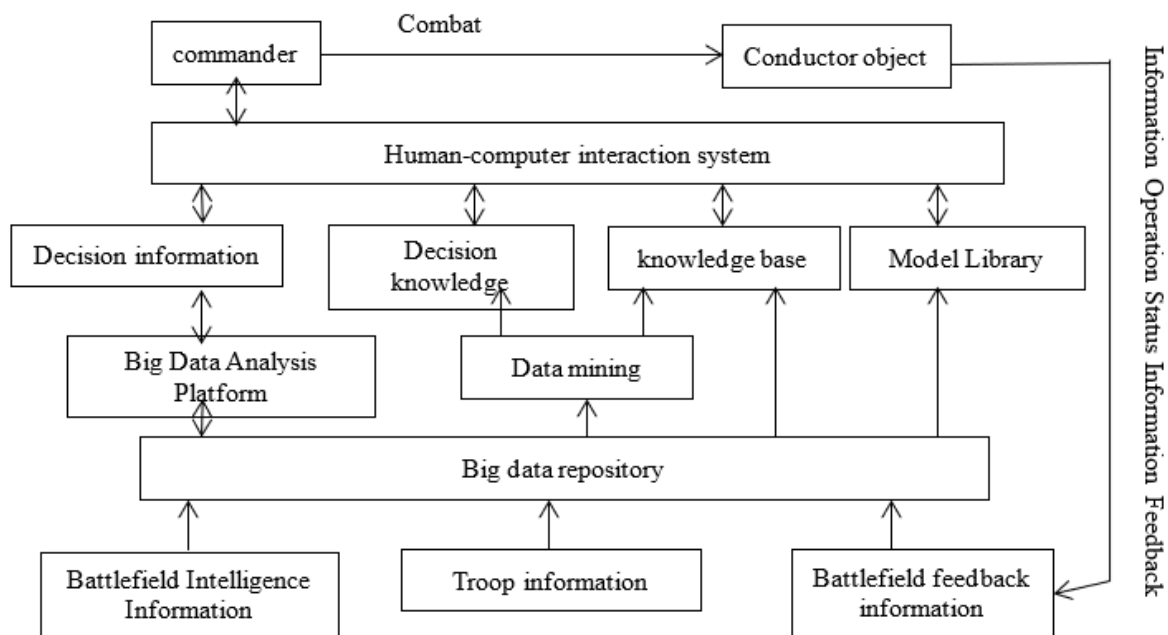 Combat
commander
Conductor object
Human-computer interaction system
Decision information
Decision
knowledge
knowledge base
Model Library
Big Data Analysis
Platform
Data mining
Big data repository
Battlefield Intelligence
Information
Troop information
Battlefield feedback
information
Information Operation Status Information Feedback